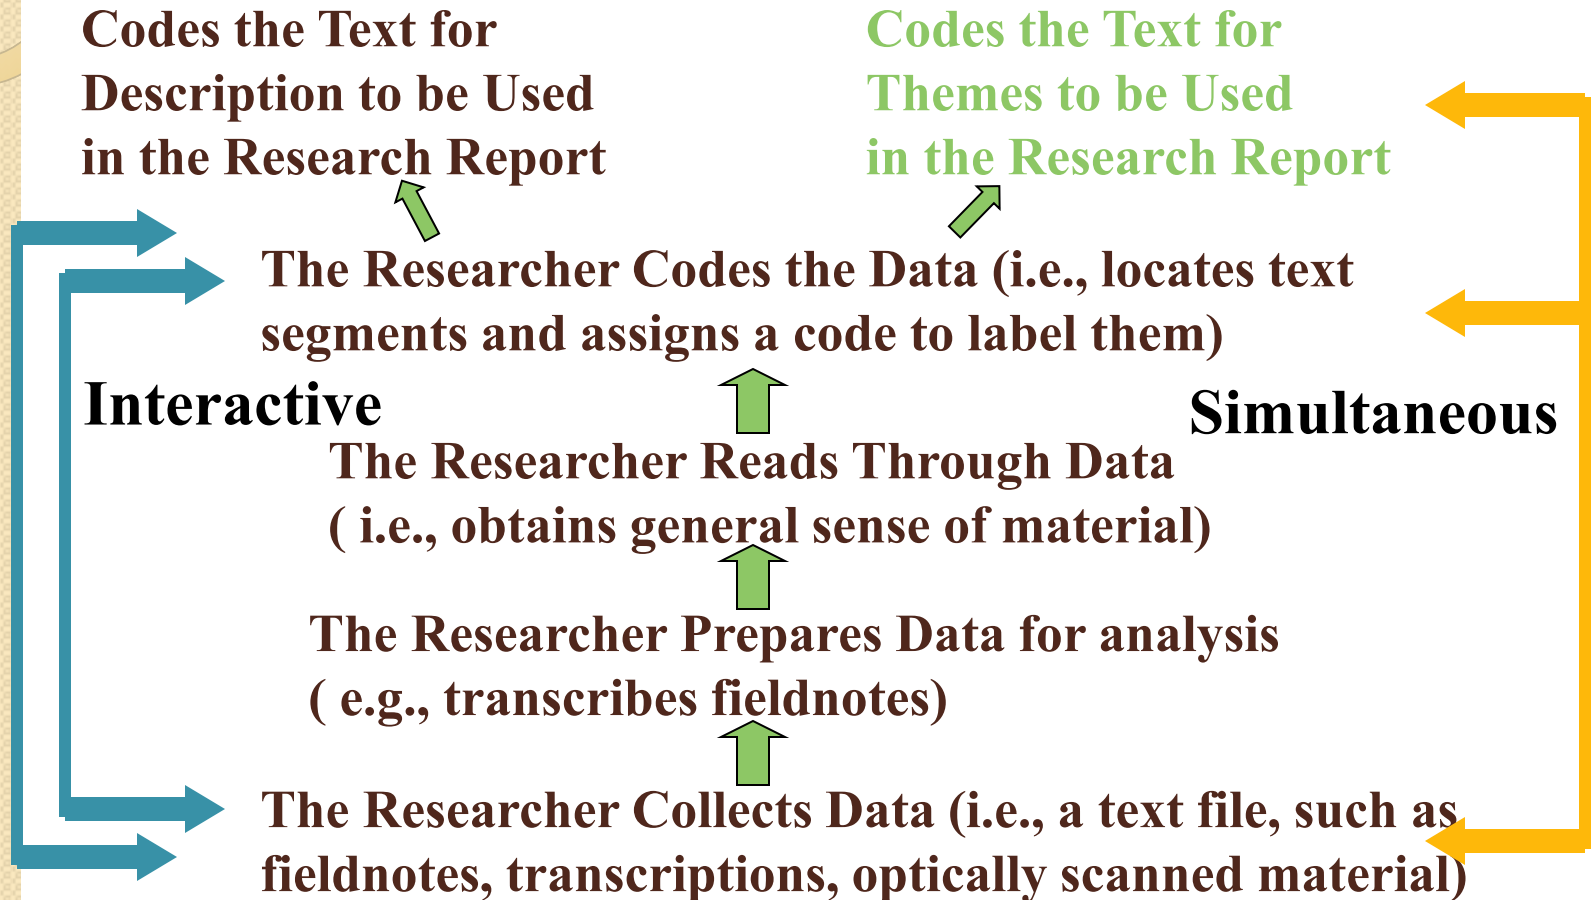 Codes the Text for
Description to be Used
in the Research Report
Codes the Text for
Themes to be Used
in the Research Report
The Researcher Codes the Data (i.e., locates text
segments and assigns a code to label them)
Interactive
Simultaneous
The Researcher Reads Through Data
( i.e., obtains general sense of material)
The Researcher Prepares Data for analysis
( e.g., transcribes fieldnotes)
The Researcher Collects Data (i.e., a text file, such as
fieldnotes, transcriptions, optically scanned material)